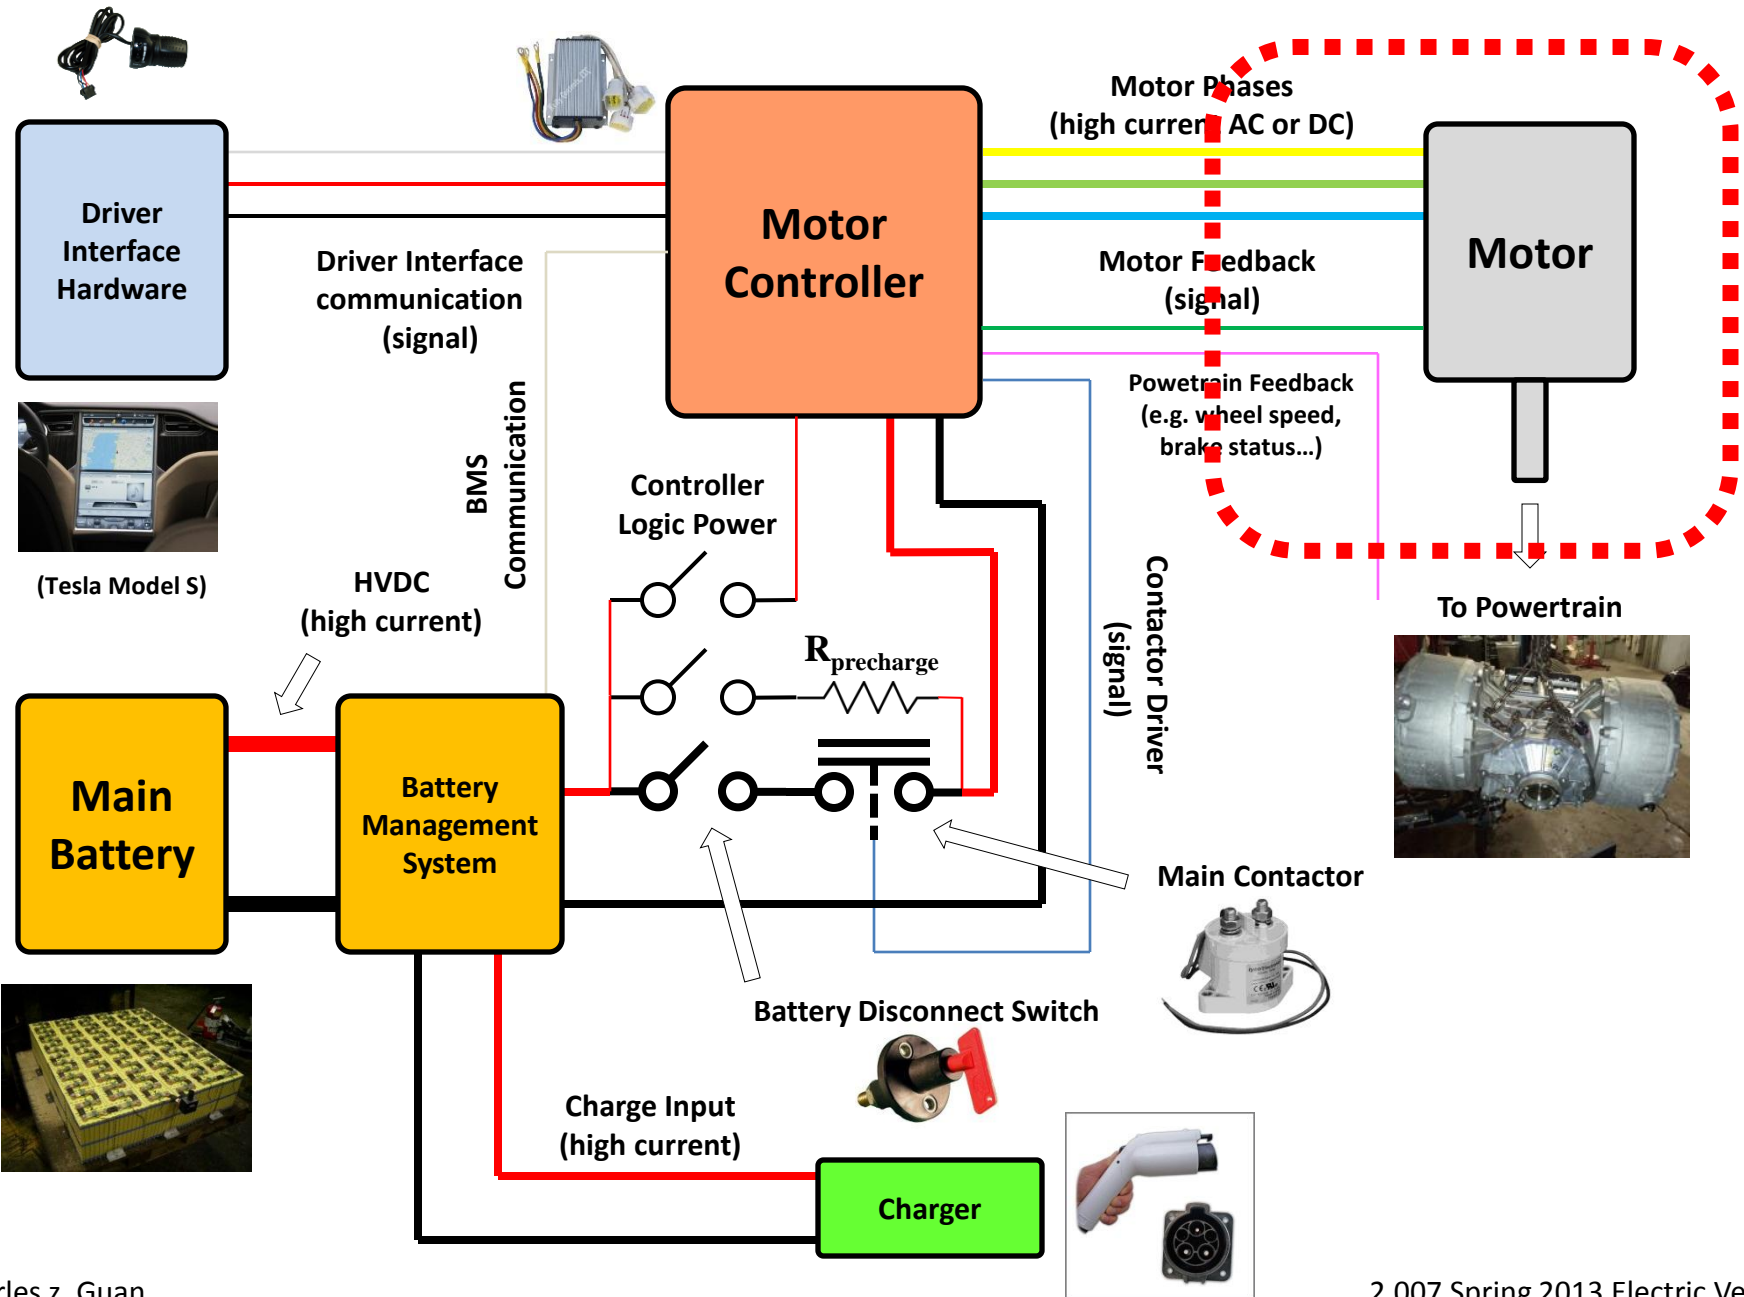 Motor Phases
(high current AC or DC)
Driver
Interface
Hardware
Motor
Controller
Motor
Driver Interface
communication
(signal)
Motor Feedback
(signal)
Powetrain Feedback
(e.g. wheel speed,
brake status…)
BMS
Communication
Controller
Logic Power
(Tesla Model S)
HVDC
(high current)
Contactor Driver
(signal)
To Powertrain
Rprecharge
Main
Battery
Battery
Management
System
Main Contactor
Battery Disconnect Switch
Charge Input
(high current)
Charger
rles z. Guan
2.007 Spring 2013 Electric Ve